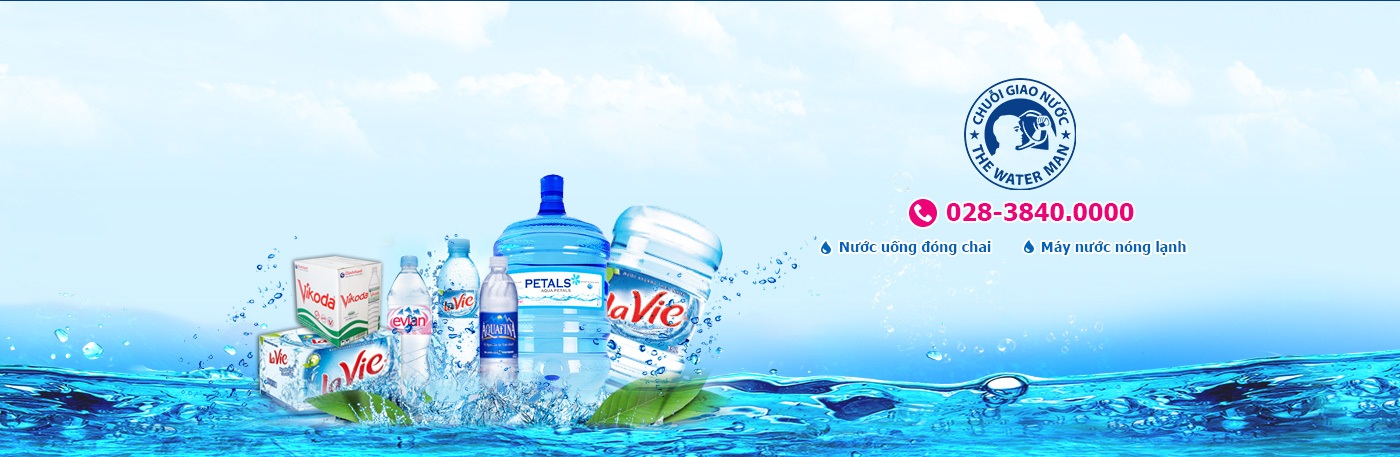 CHUỖI GIAO NƯỚC
★ THE WATER MAN ★
028-3840.0000
Nước uống đóng chai
Máy nước nóng lạnh
Vikoda
Vikoda
LaVie
LaVie
evian
LaVie
AQUAFINA
PETALS
AQUA PETALS
LaVie